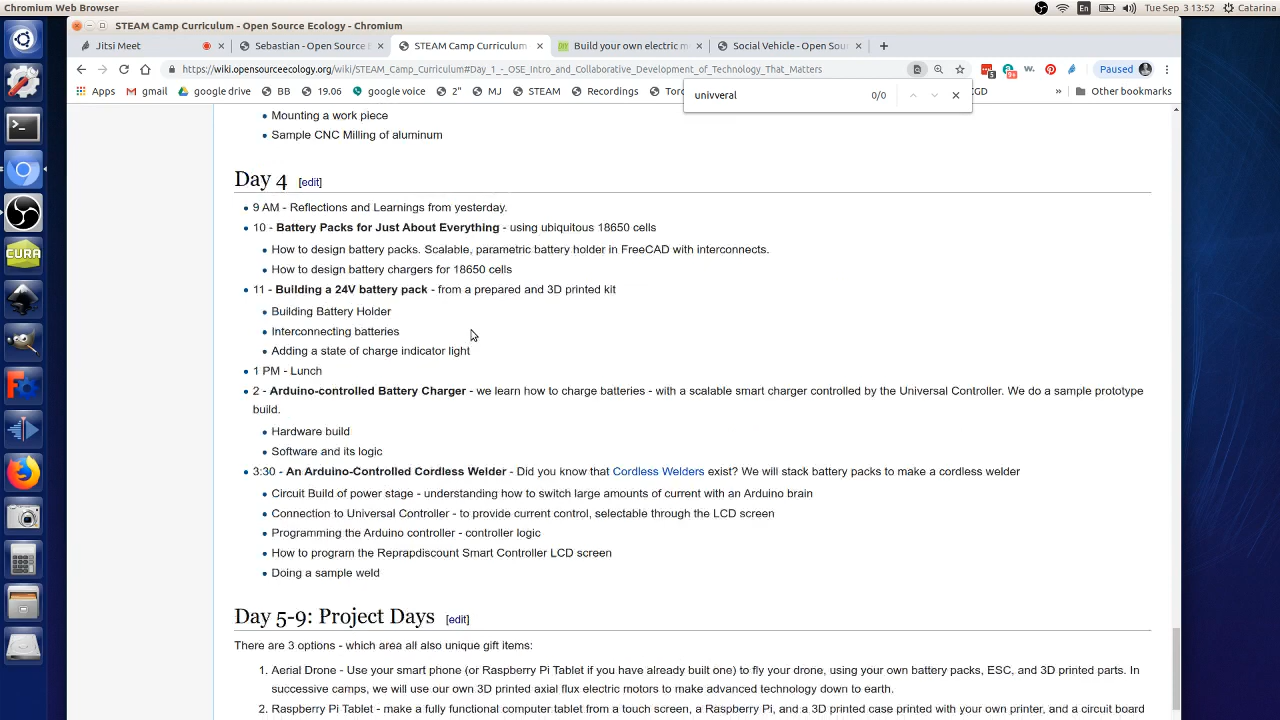 Chromium Web Browser
En
Tue Sep 3 13:52
Catarina
STEAM Camp Curriculum - Open Source Ecology - Chromium
Jitsi Meet
Sebastian - Open Source E
STEAM Camp Curriculum
Build your own electric m
Social Vehicle - Open Sou
https://wiki.opensourceecology.org/wiki/STEAM_Camp_Curriculum#Day_1_-_OSE_Intro_and_Collaborative_Development_of_Technology_That_Matters
Paused
Apps
gmail
google drive
BB
19.06
google voice
2"
MJ
STEAM
Recordings
Torc
GD
»
Other bookmarks
univveral
0/0
Mounting a work piece
Sample CNC Milling of aluminum
Day 4 [edit]
9 AM - Reflections and Learnings from yesterday.
10 - Battery Packs for Just About Everything - using ubiquitous 18650 cells
How to design battery packs. Scalable, parametric battery holder in FreeCAD with interconnects.
How to design battery chargers for 18650 cells
11 - Building a 24V battery pack - from a prepared and 3D printed kit
Building Battery Holder
Interconnecting batteries
Adding a state of charge indicator light
1 PM - Lunch
2 - Arduino-controlled Battery Charger - we learn how to charge batteries - with a scalable smart charger controlled by the Universal Controller. We do a sample prototype
build.
Hardware build
Software and its logic
3:30 - An Arduino-Controlled Cordless Welder - Did you know that Cordless Welders exist? We will stack battery packs to make a cordless welder
Circuit Build of power stage - understanding how to switch large amounts of current with an Arduino brain
Connection to Universal Controller - to provide current control, selectable through the LCD screen
Programming the Arduino controller - controller logic
How to program the Reprapdiscount Smart Controller LCD screen
Doing a sample weld
Day 5-9: Project Days [edit]
There are 3 options - which area all also unique gift items:
1. Aerial Drone - Use your smart phone (or Raspberry Pi Tablet if you have already built one) to fly your drone, using your own battery packs, ESC, and 3D printed parts. In
successive camps, we will use our own 3D printed axial flux electric motors to make advanced technology down to earth.
2. Raspberry Pi Tablet - make a fully functional computer tablet from a touch screen, a Raspberry Pi, and a 3D printed case printed with your own printer, and a circuit board
CURA